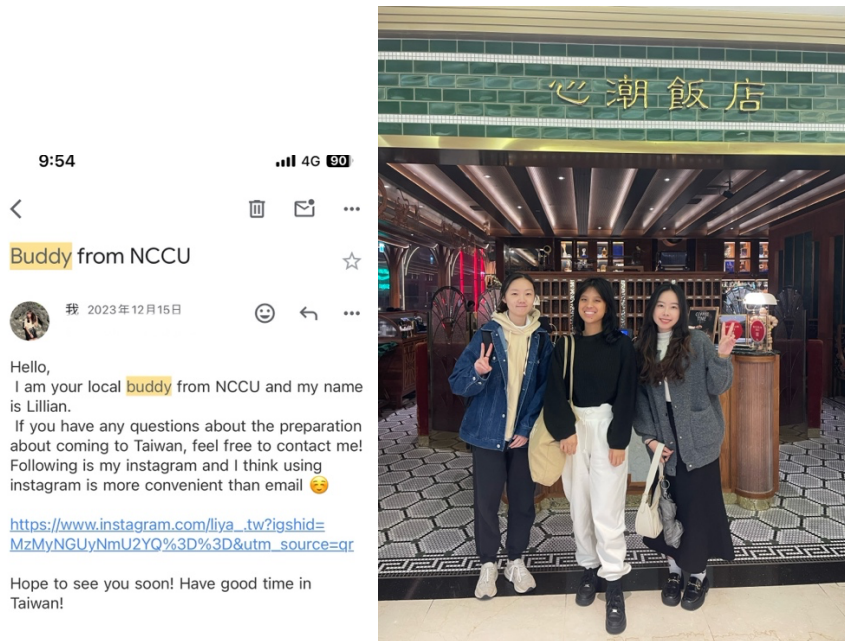 9:54
4G 90
Buddy from NCCU
我 2023年12月15日
Hello,
I am your local buddy from NCCU and my name
is Lillian.
If you have any questions about the preparation
about coming to Taiwan, feel free to contact me!
Following is my instagram and I think using
instagram is more convenient than email ☺️
https://www.instagram.com/liya_.tw?igshid=
MzMyNGUyNmU2YQ%3D%3D&utm_source=qr
Hope to see you soon! Have good time in
Taiwan!
心潮飯店